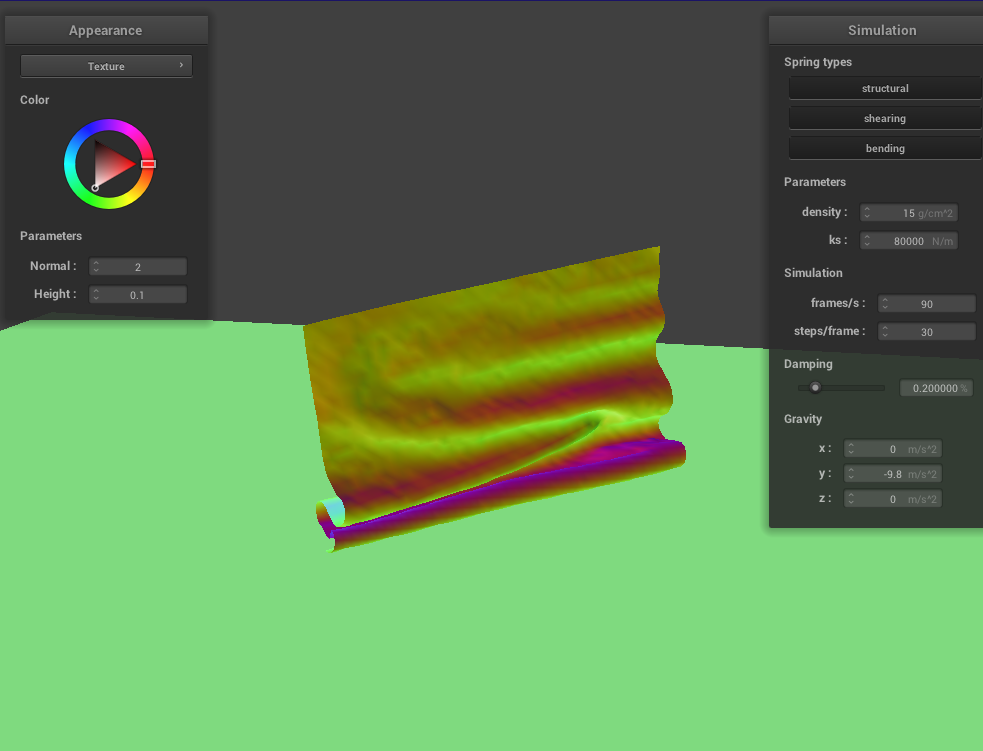 Appearance
Texture
Color
Parameters
Normal : 2
Height : 0.1
Simulation
Spring types
structural
shearing
bending
Parameters
density : 15 g/cm^2
ks : 80000 N/m
Simulation
frames/s : 90
steps/frame : 30
Damping
0.200000 %
Gravity
x : 0 m/s^2
y : -9.8 m/s^2
z : 0 m/s^2